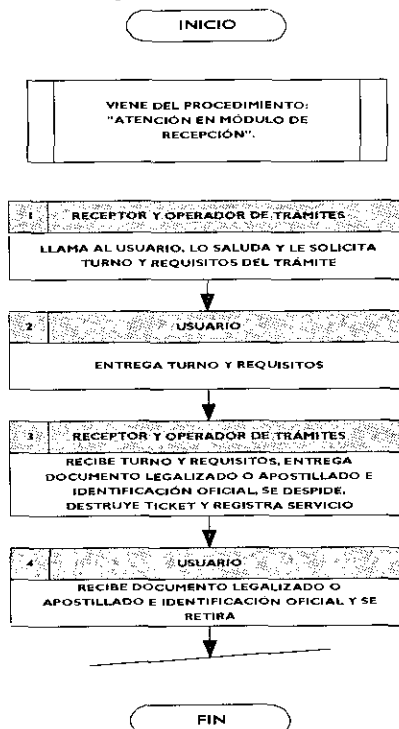 INICIO
VIENE DEL PROCEDIMIENTO:
"ATENCIÓN EN MÓDULO DE
RECEPCIÓN".
1 RECEPTOR Y OPERADOR DE TRÁMITES
LLAMA AL USUARIO, LO SALUDA Y LE SOLICITA
TURNO Y REQUISITOS DEL TRÁMITE
2 USUARIO
ENTREGA TURNO Y REQUISITOS
3 RECEPTOR Y OPERADOR DE TRÁMITES
RECIBE TURNO Y REQUISITOS, ENTREGA
DOCUMENTO LEGALIZADO O APOSTILLADO E
IDENTIFICACIÓN OFICIAL, SE DESPIDE,
DESTRUYE TICKET Y REGISTRA SERVICIO
4 USUARIO
RECIBE DOCUMENTO LEGALIZADO O
APOSTILLADO E IDENTIFICACIÓN OFICIAL Y SE
RETIRA
FIN